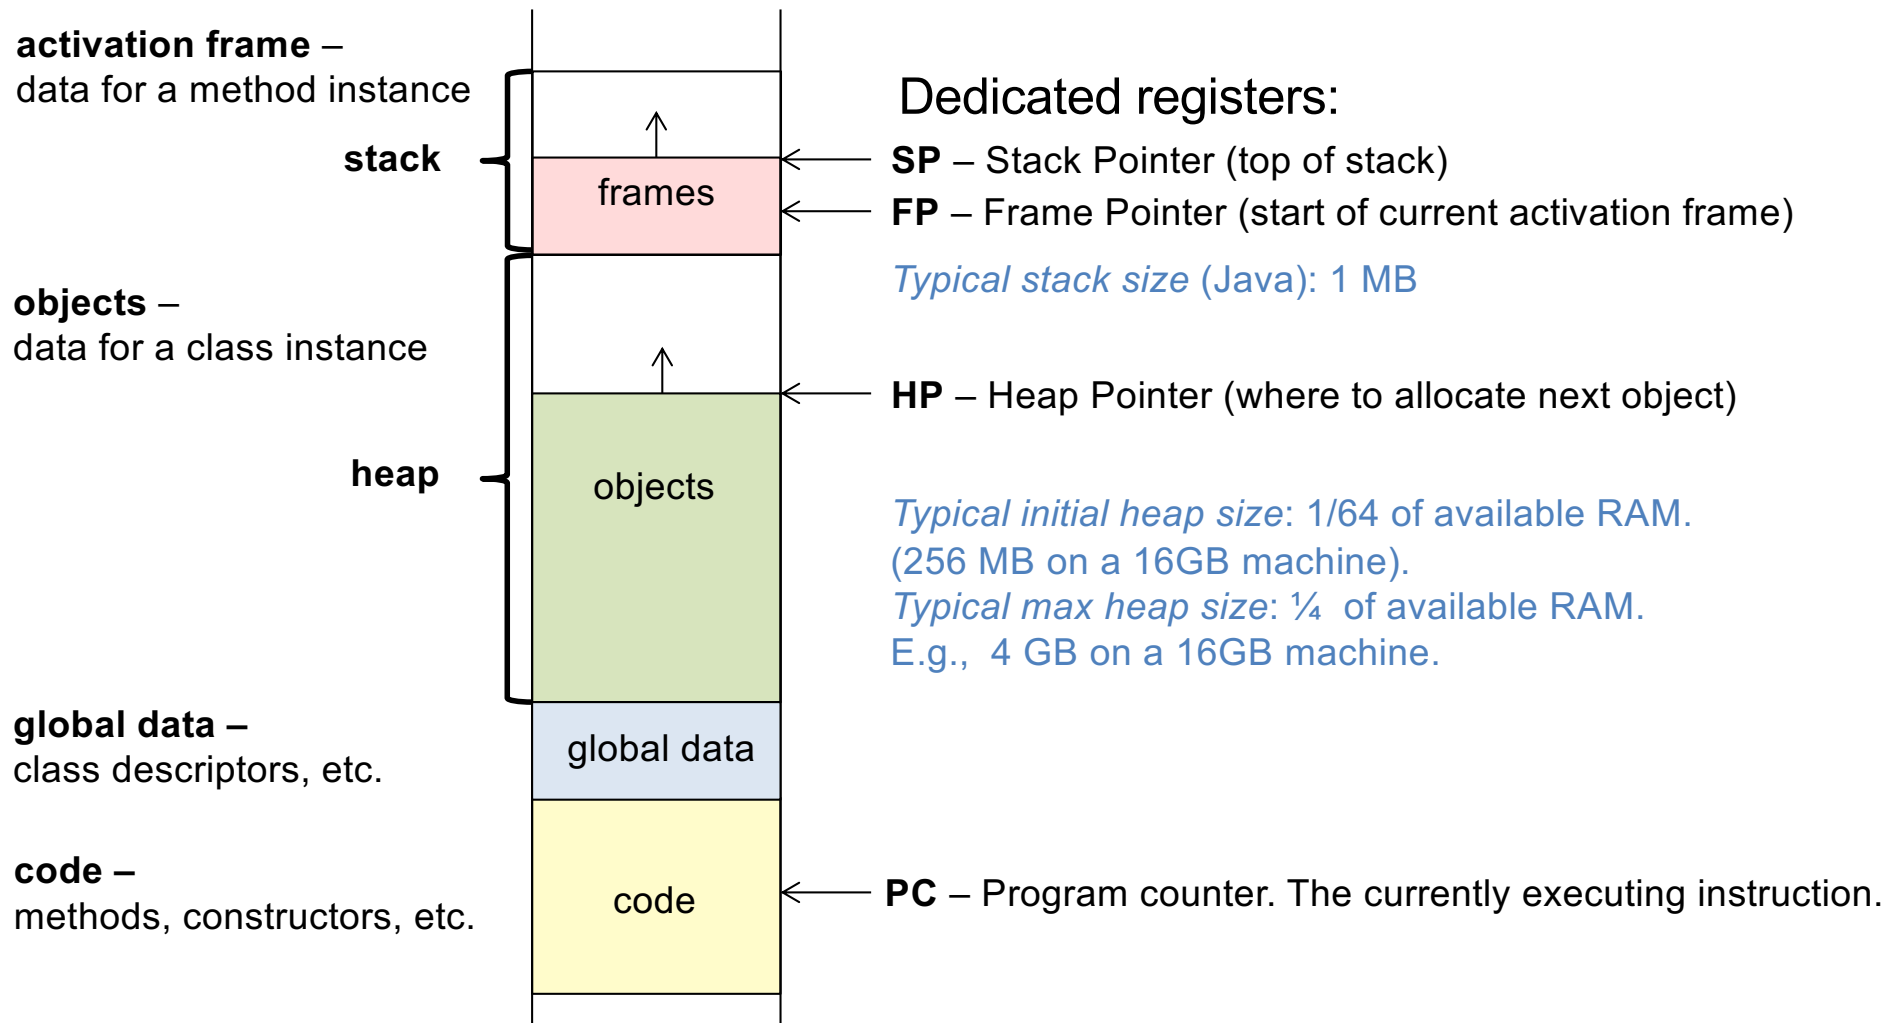 activation frame –
data for a method instance
stack
frames
Dedicated registers:
SP – Stack Pointer (top of stack)
FP – Frame Pointer (start of current activation frame)
Typical stack size (Java): 1 MB
objects –
data for a class instance
HP – Heap Pointer (where to allocate next object)
heap
objects
Typical initial heap size: 1/64 of available RAM.
(256 MB on a 16GB machine).
Typical max heap size: ¼  of available RAM.
E.g.,  4 GB on a 16GB machine.
global data –
class descriptors, etc.
global data
code –
methods, constructors, etc.
code
PC – Program counter. The currently executing instruction.